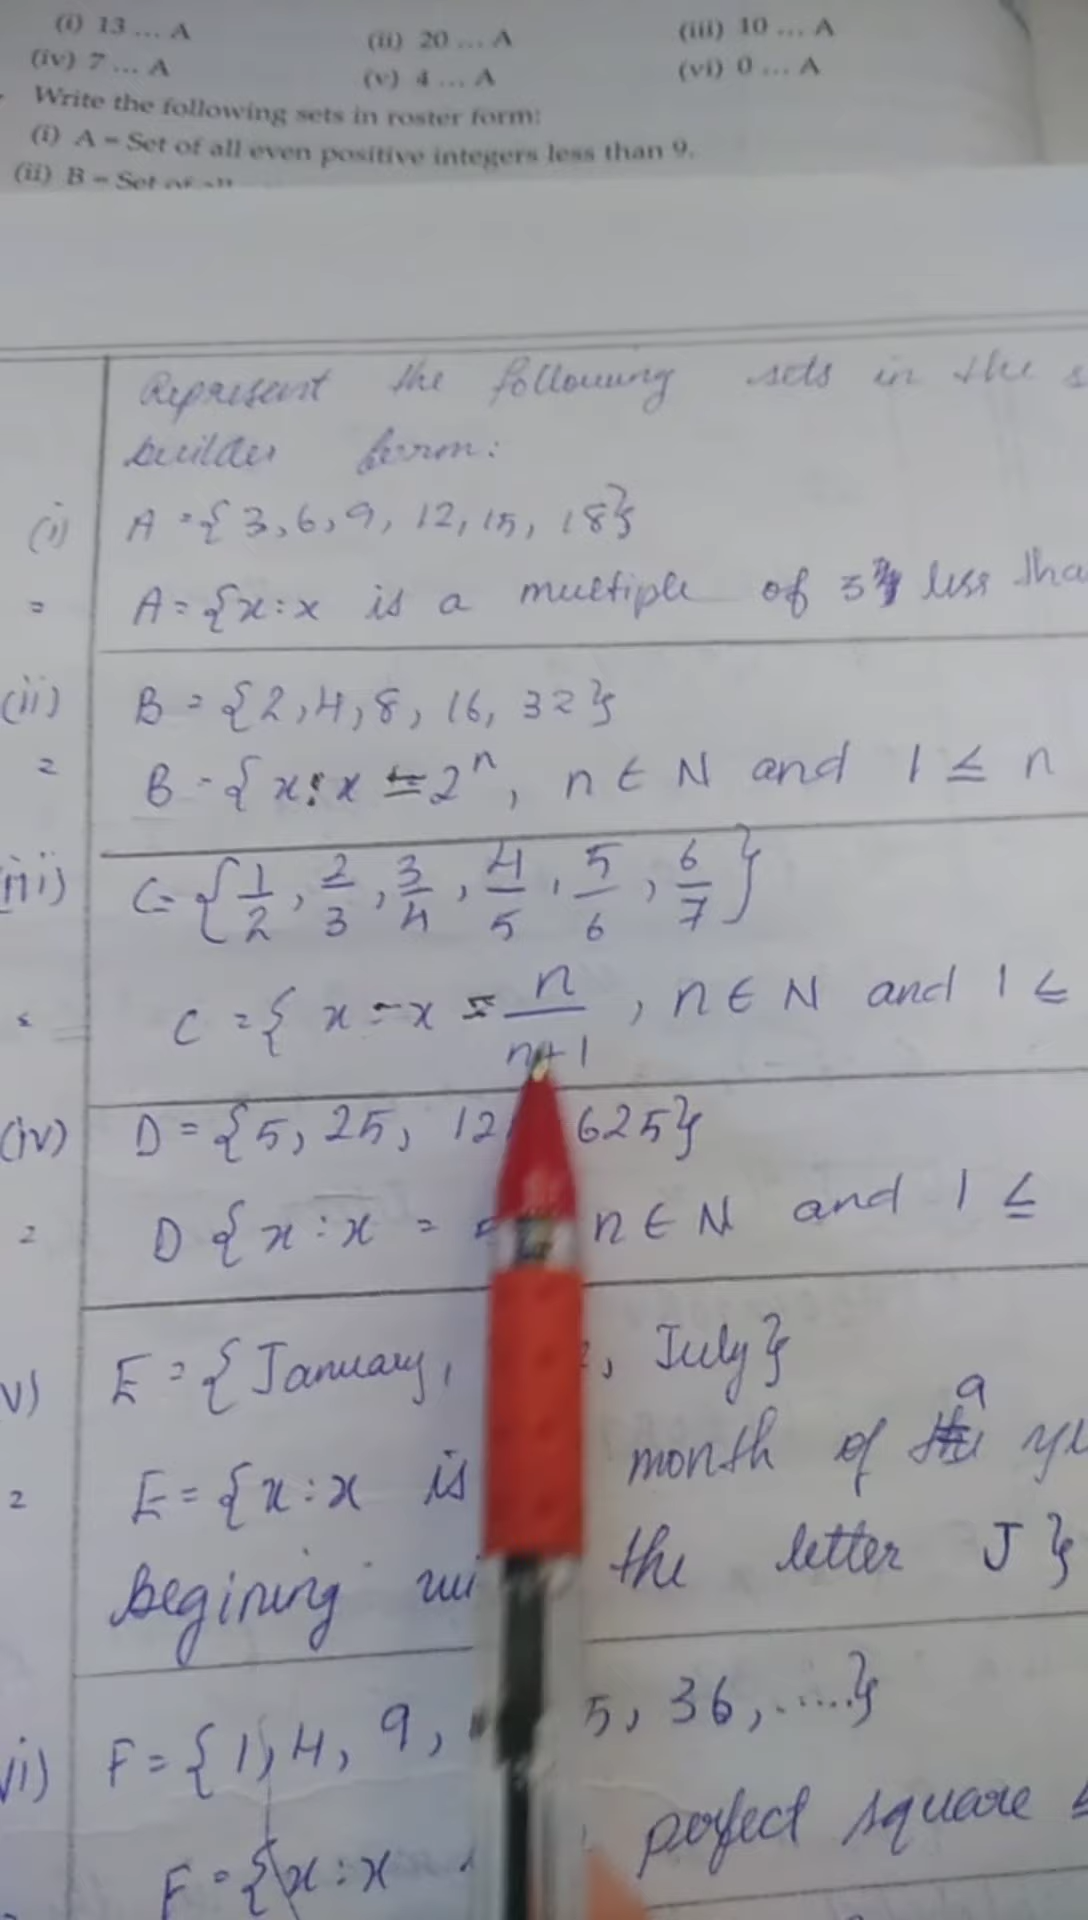 (i) 13 ... A (ii) 20 ... A (iii) 10 ... A
(iv) 7 ... A (v) 4 ... A (vi) 0 ... A
Write the following sets in roster form:
(i) A = Set of all even positive integers less than 9.
(ii) B = Set of all
Represent the following sets in the s
builder form:
(i) A = {3, 6, 9, 12, 15, 18}
= A = {x : x is a multiple of 3 less tha
(ii) B = {2, 4, 8, 16, 32}
= B = {x : x = 2ⁿ, n ∈ N and 1 ≤ n
(iii) C = {1/2, 2/3, 3/4, 4/5, 5/6, 6/7}
= C = {x - x = n/n+1, n ∈ N and 1 ≤
(iv) D = {5, 25, 12 625}
= D {x : x = n ∈ N and 1 ≤
v) E = {January, , July}
= E = {x : x is month of a ye
begining wi the letter J}
vi) F = {1, 4, 9, 5, 36, .....}
F = {x : x perfect square